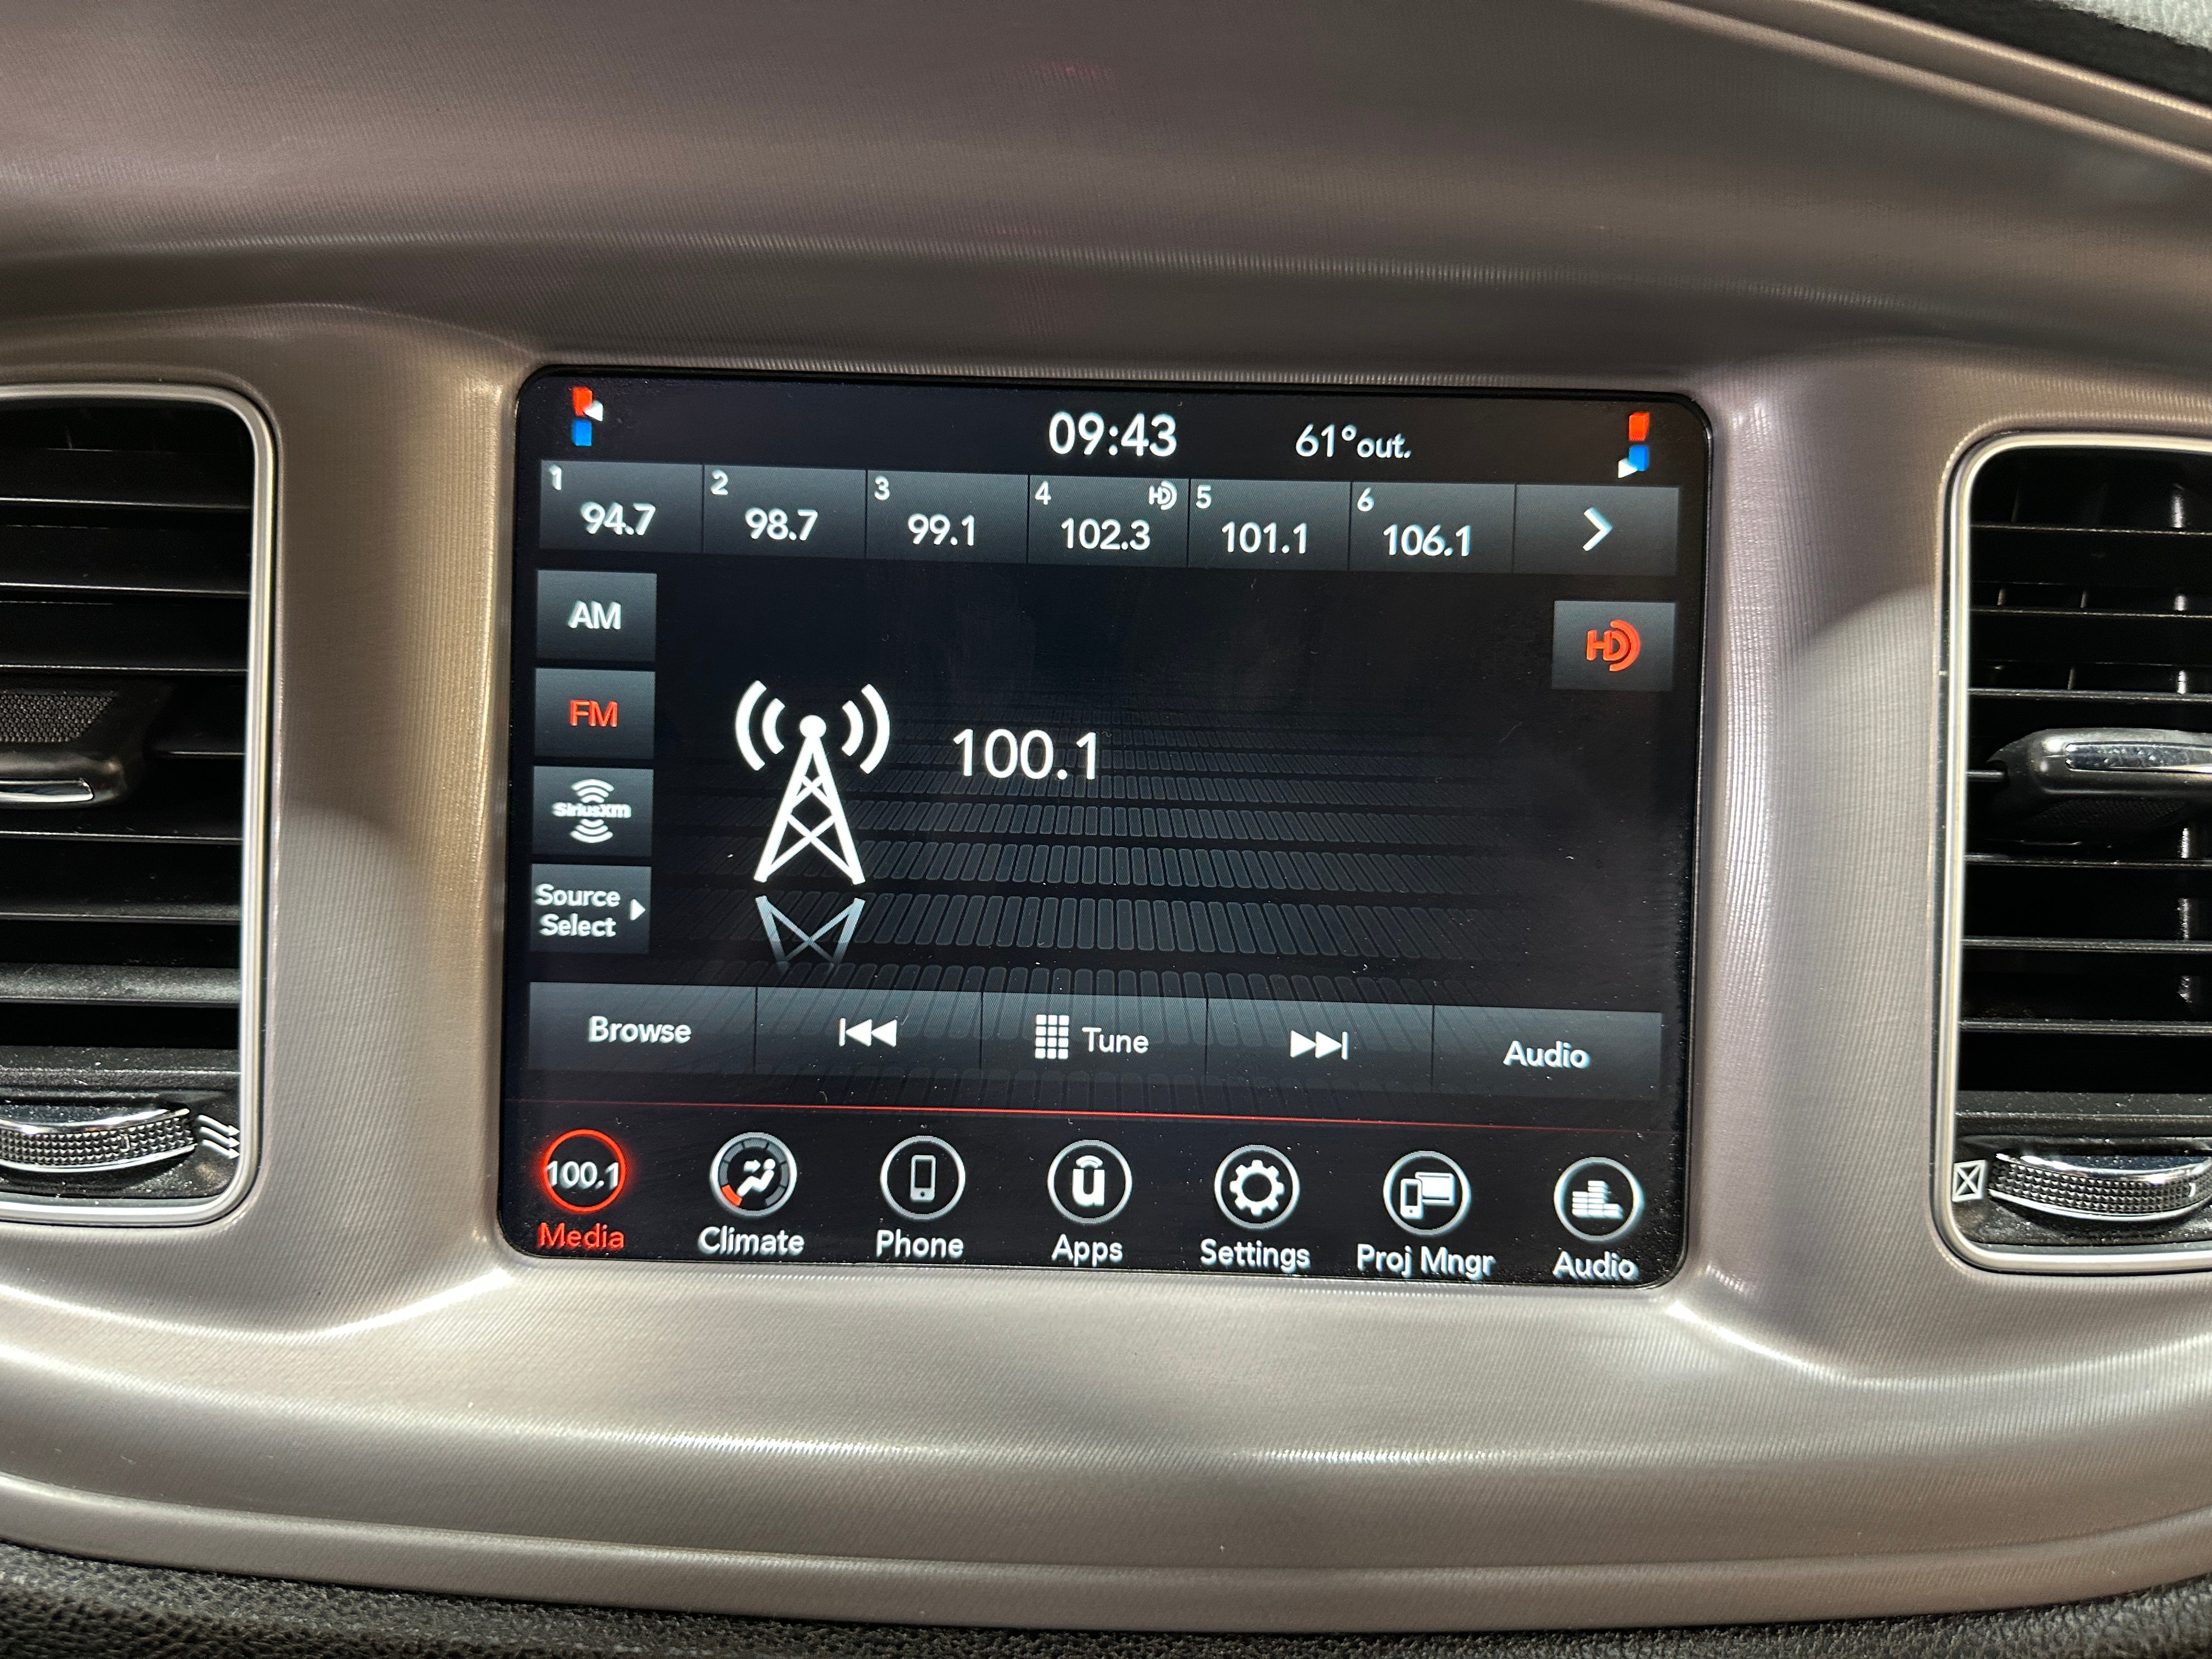 09:43 61°out.
1 94.7 2 98.7 3 99.1 4 HD 102.3 5 101.1 6 106.1
AM
HD
FM
100.1
SiriusXM
Source
Select
Browse Tune Audio
100.1 u
Media Climate Phone Apps Settings Proj Mngr Audio